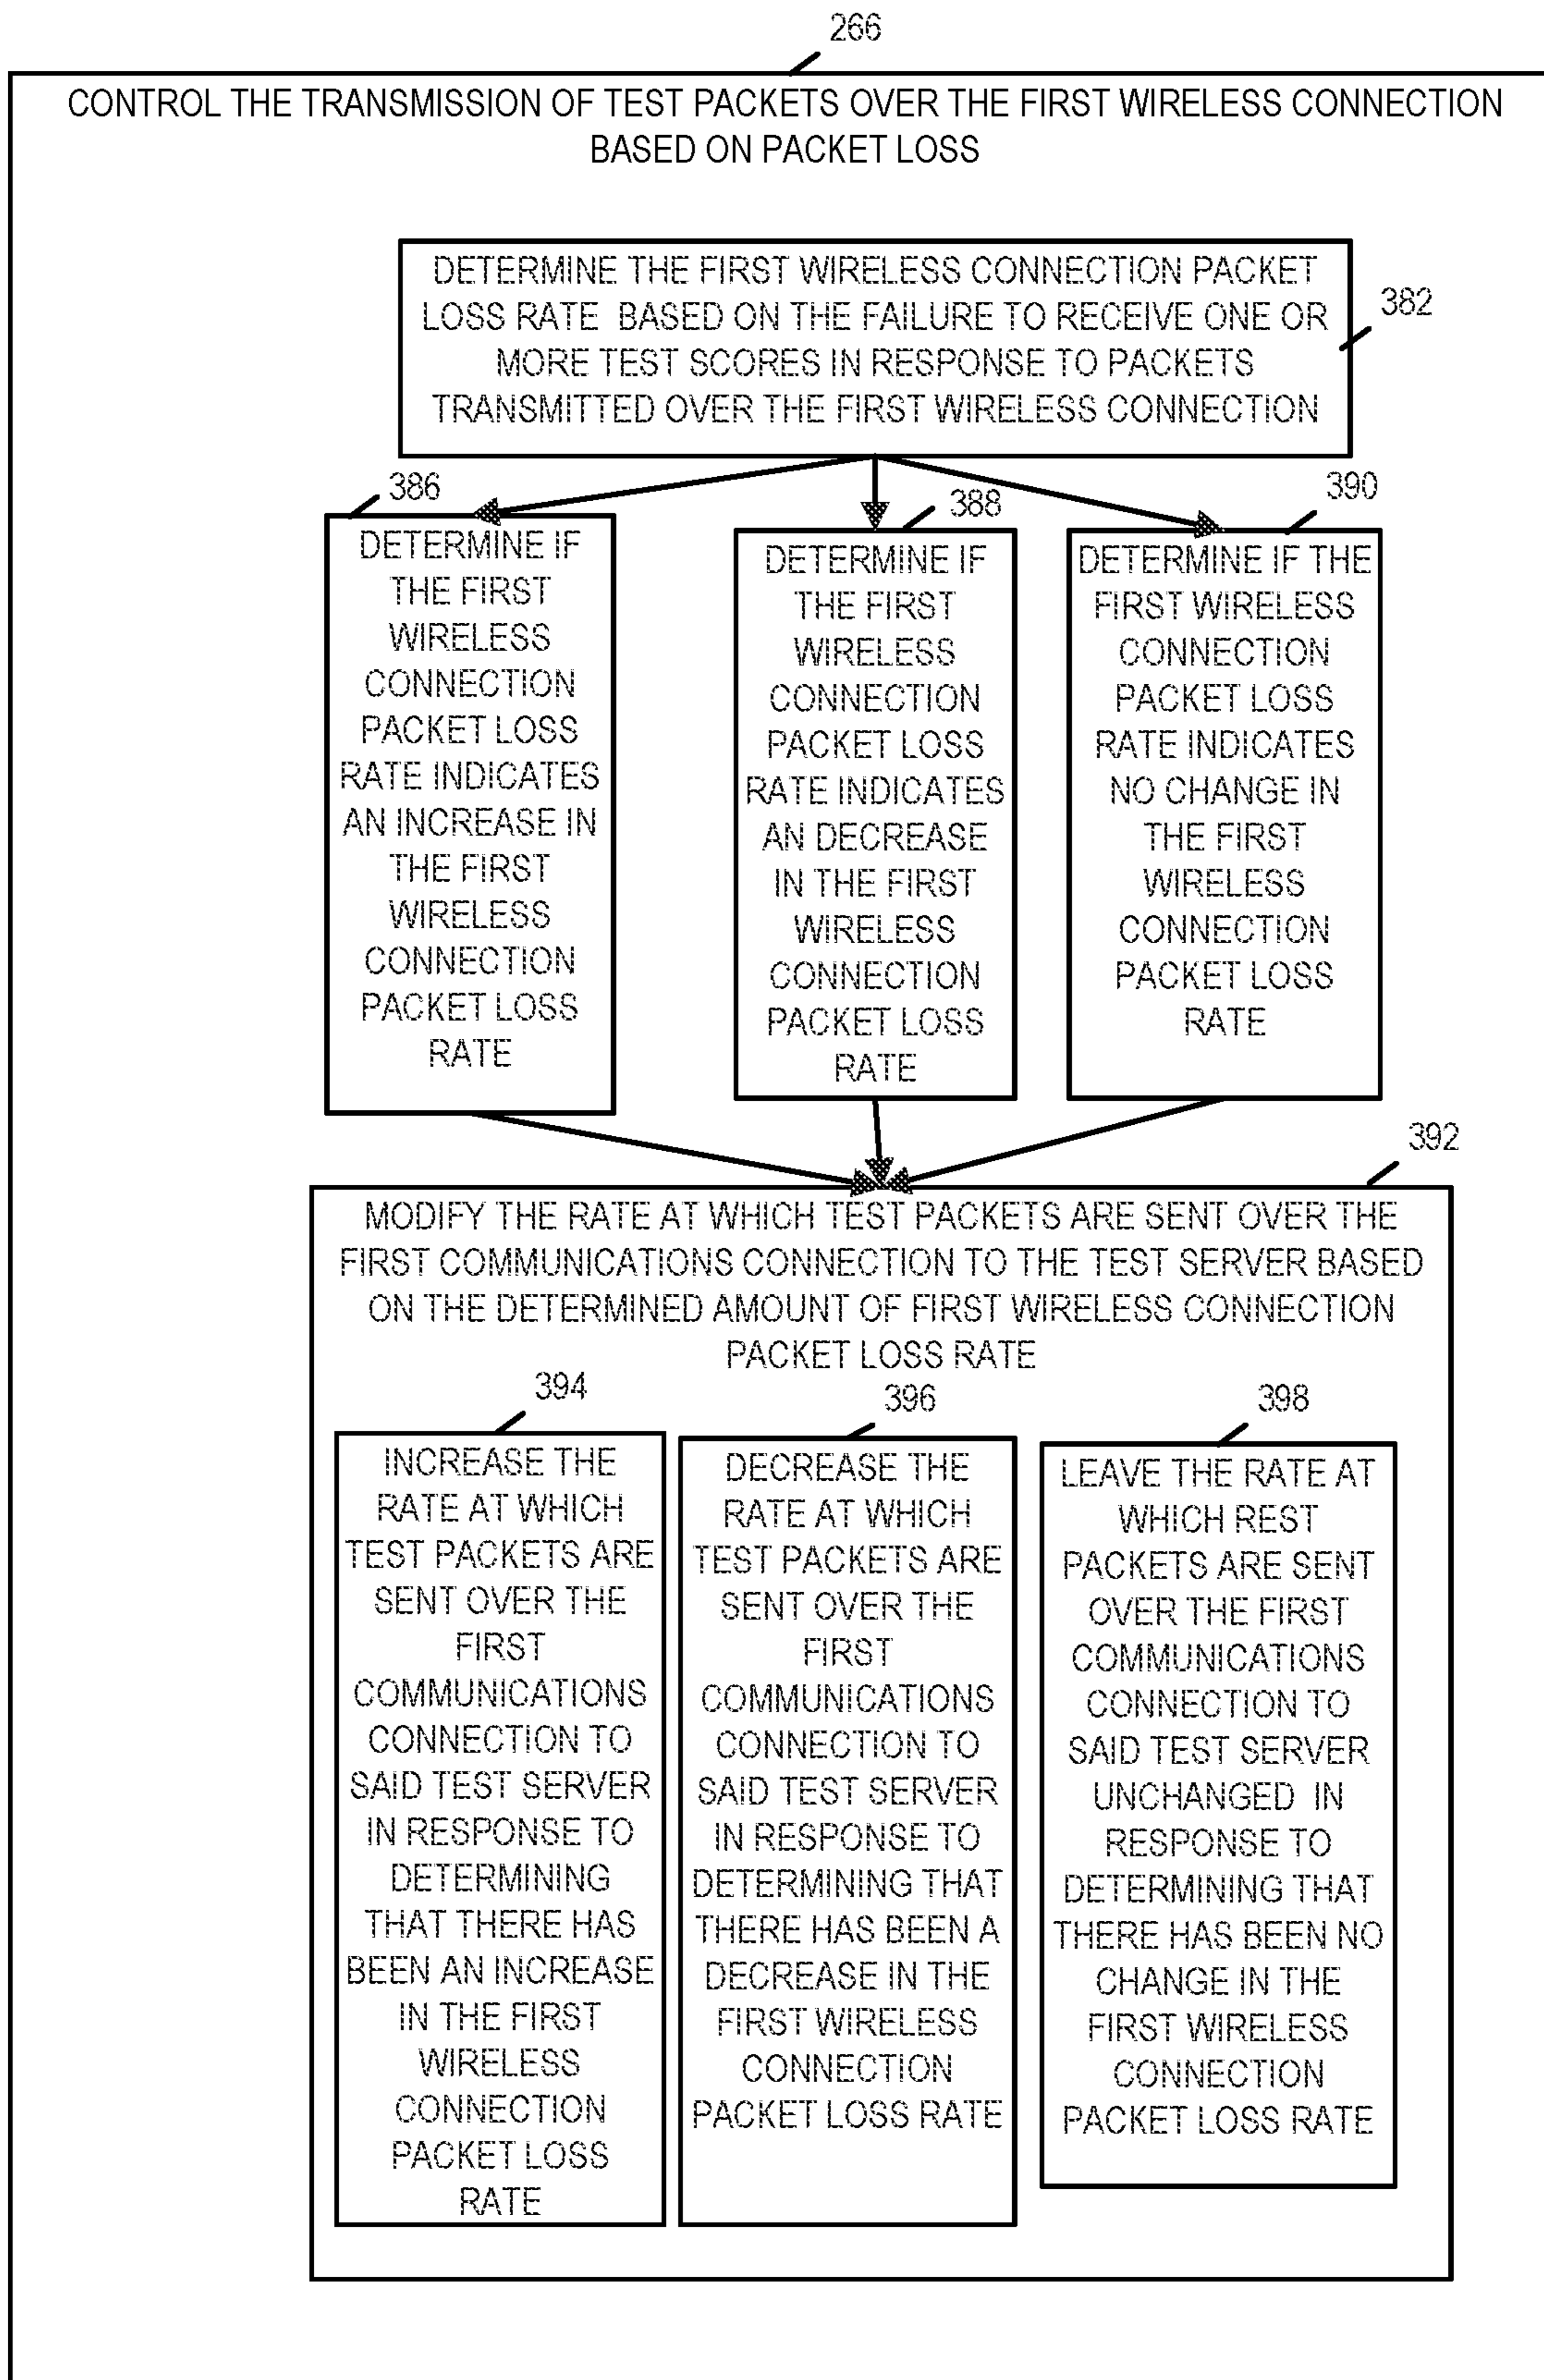 266
CONTROL THE TRANSMISSION OF TEST PACKETS OVER THE FIRST WIRELESS CONNECTION
BASED ON PACKET LOSS
DETERMINE THE FIRST WIRELESS CONNECTION PACKET
LOSS RATE BASED ON THE FAILURE TO RECEIVE ONE OR
MORE TEST SCORES IN RESPONSE TO PACKETS
TRANSMITTED OVER THE FIRST WIRELESS CONNECTION
382
386
DETERMINE IF
THE FIRST
WIRELESS
CONNECTION
PACKET LOSS
RATE INDICATES
AN INCREASE IN
THE FIRST
WIRELESS
CONNECTION
PACKET LOSS
RATE
388
DETERMINE IF
THE FIRST
WIRELESS
CONNECTION
PACKET LOSS
RATE INDICATES
AN DECREASE
IN THE FIRST
WIRELESS
CONNECTION
PACKET LOSS
RATE
390
DETERMINE IF THE
FIRST WIRELESS
CONNECTION
PACKET LOSS
RATE INDICATES
NO CHANGE IN
THE FIRST
WIRELESS
CONNECTION
PACKET LOSS
RATE
392
MODIFY THE RATE AT WHICH TEST PACKETS ARE SENT OVER THE
FIRST COMMUNICATIONS CONNECTION TO THE TEST SERVER BASED
ON THE DETERMINED AMOUNT OF FIRST WIRELESS CONNECTION
PACKET LOSS RATE
394
INCREASE THE
RATE AT WHICH
TEST PACKETS ARE
SENT OVER THE
FIRST
COMMUNICATIONS
CONNECTION TO
SAID TEST SERVER
IN RESPONSE TO
DETERMINING
THAT THERE HAS
BEEN AN INCREASE
IN THE FIRST
WIRELESS
CONNECTION
PACKET LOSS
RATE
396
DECREASE THE
RATE AT WHICH
TEST PACKETS ARE
SENT OVER THE
FIRST
COMMUNICATIONS
CONNECTION TO
SAID TEST SERVER
IN RESPONSE TO
DETERMINING THAT
THERE HAS BEEN A
DECREASE IN THE
FIRST WIRELESS
CONNECTION
PACKET LOSS RATE
398
LEAVE THE RATE AT
WHICH REST
PACKETS ARE SENT
OVER THE FIRST
COMMUNICATIONS
CONNECTION TO
SAID TEST SERVER
UNCHANGED IN
RESPONSE TO
DETERMINING THAT
THERE HAS BEEN NO
CHANGE IN THE
FIRST WIRELESS
CONNECTION
PACKET LOSS RATE